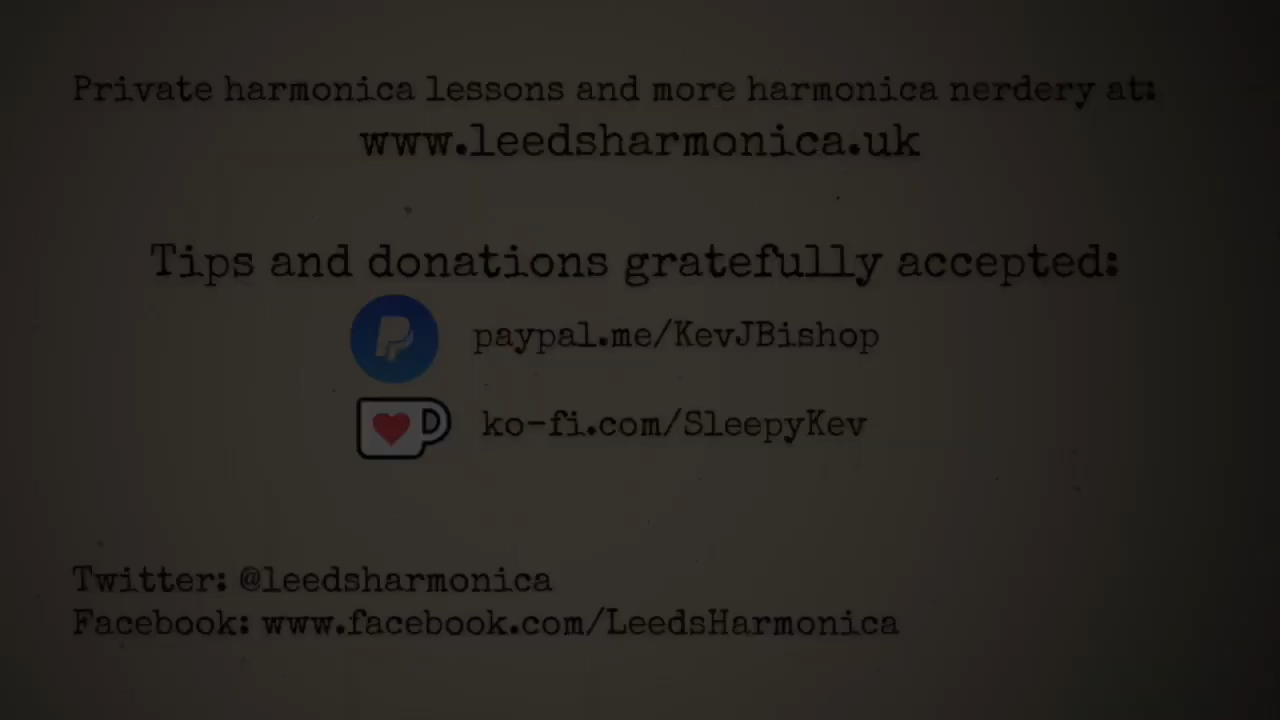 Private harmonica lessons and more harmonica nerdery at:
www.leedsharmonica.uk
Tips and donations gratefully accepted:
paypal.me/KevJBishop
ko-fi.com/SleepyKev
Twitter: @leedsharmonica
Facebook: www.facebook.com/LeedsHarmonica